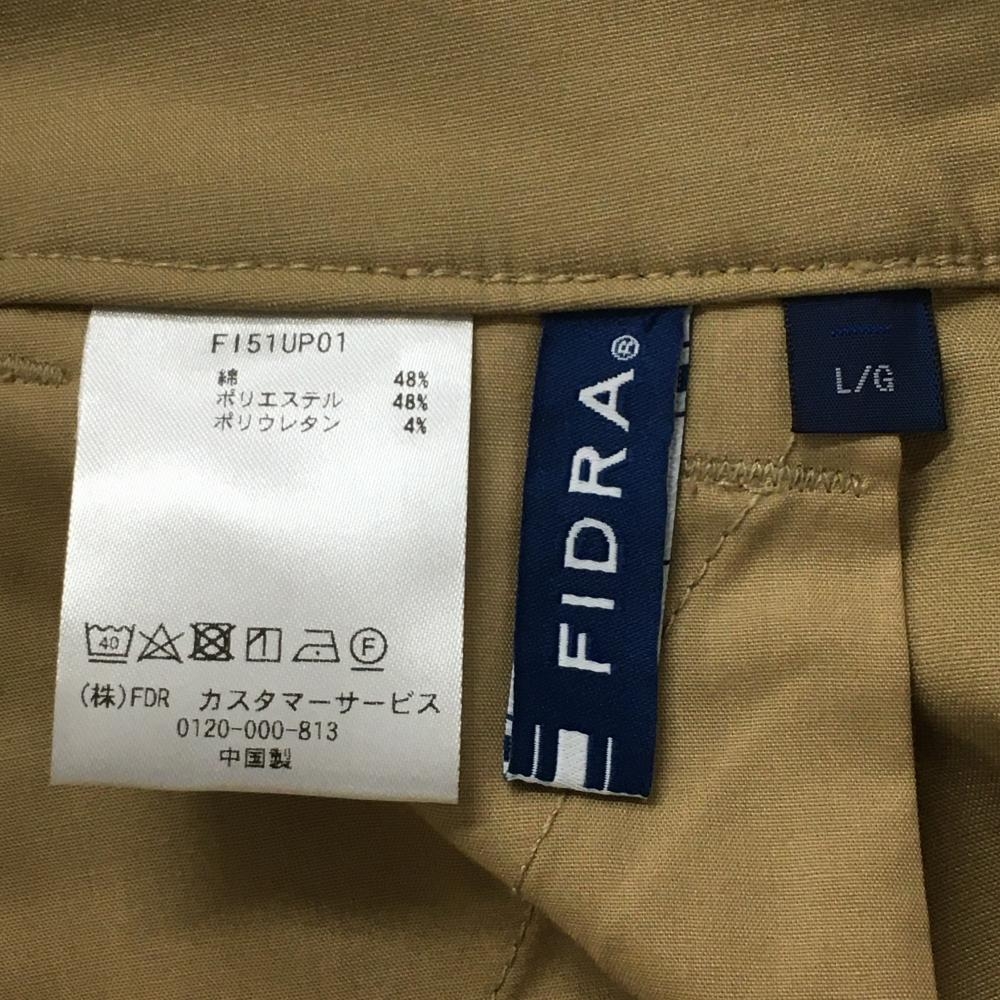 FI51UP01
綿 48%
ポリエステル 48%
ポリウレタン 4%
40
F
(株)FDR カスタマーサービス
0120-000-813
中国製
FIDRA®
L/G